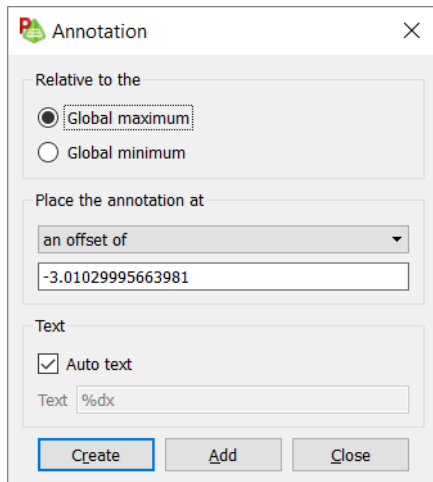 Annotation
Relative to the
Global maximum
Global minimum
Place the annotation at
an offset of
-3.01029995663981
Text
Auto text
Text %dx
Create Add Close